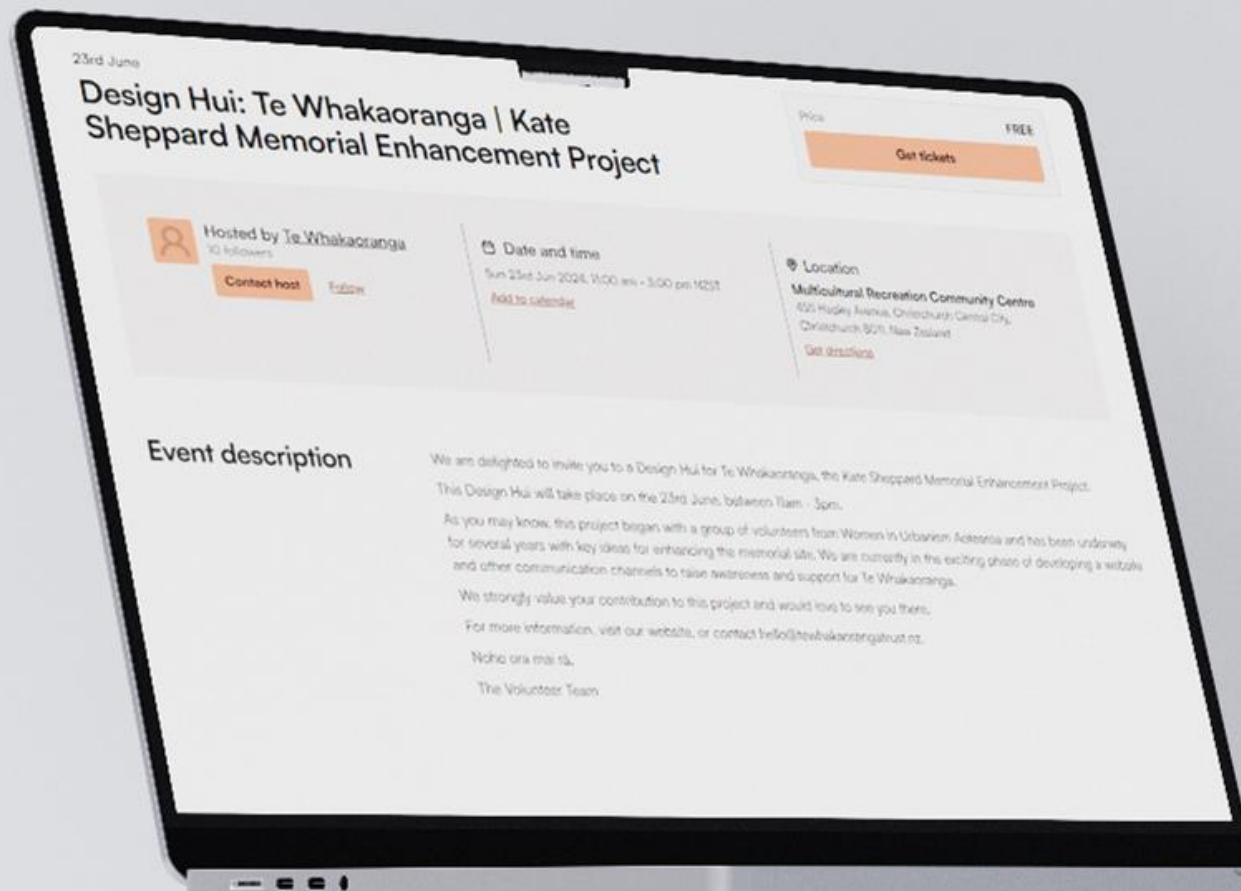 23rd June
Design Hui: Te Whakaoranga | Kate
Sheppard Memorial Enhancement Project
Price
FREE
Get tickets
Hosted by Te Whakaoranga
10 followers
Contact host
Follow
Date and time
Sun 23rd Jun 2024, 11:00 am - 3:00 pm NZST
Add to calendar
Location
Multicultural Recreation Community Centre
455 Hagley Avenue, Christchurch Central City,
Christchurch 8011, New Zealand
Get directions
Event description
We are delighted to invite you to a Design Hui for Te Whakaoranga, the Kate Sheppard Memorial Enhancement Project.
This Design Hui will take place on the 23rd June, between 11am - 3pm.
As you may know, this project began with a group of volunteers from Women in Urbanism Aotearoa and has been underway
for several years with key ideas for enhancing the memorial site. We are currently in the exciting phase of developing a website
and other communication channels to raise awareness and support for Te Whakaoranga.
We strongly value your contribution to this project and would love to see you there.
For more information, visit our website, or contact hello@tewhakaorangatrust.nz.
Noho ora mai rā,
The Volunteer Team